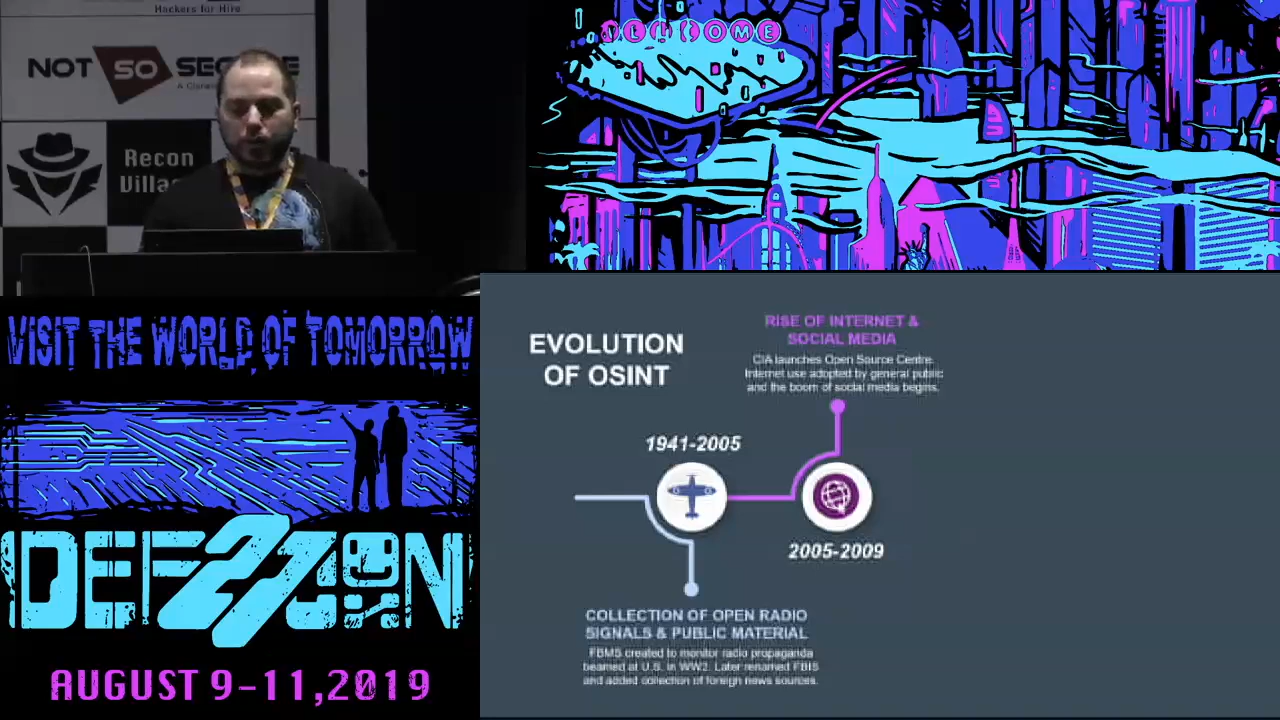 Hackers for Hire
NOT SO SECURE
Recon
Village
WELCOME
VISIT THE WORLD OF TOMORROW
DEF CON
27
AUGUST 9-11,2019
EVOLUTION
OF OSINT
RISE OF INTERNET &
SOCIAL MEDIA
CIA launches Open Source Centre.
Internet use adopted by general public
and the boom of social media begins.
1941-2005
2005-2009
COLLECTION OF OPEN RADIO
SIGNALS & PUBLIC MATERIAL
FBMS created to monitor radio propaganda
beamed at U.S. in WW2. Later renamed FBIS
and added collection of foreign news sources.